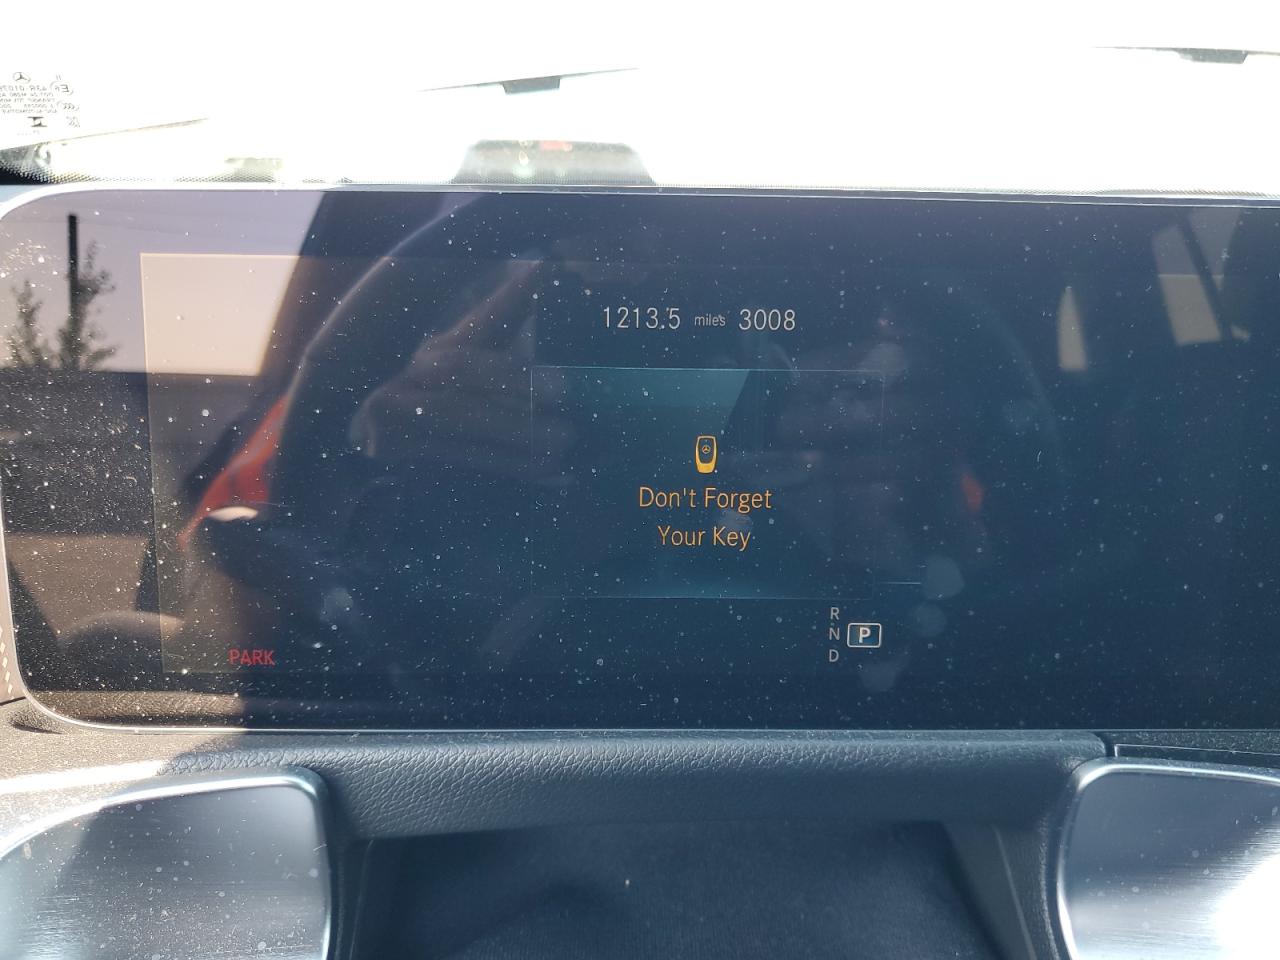 1213.5 miles 3008
Don't Forget
Your Key
R
N P
D
PARK